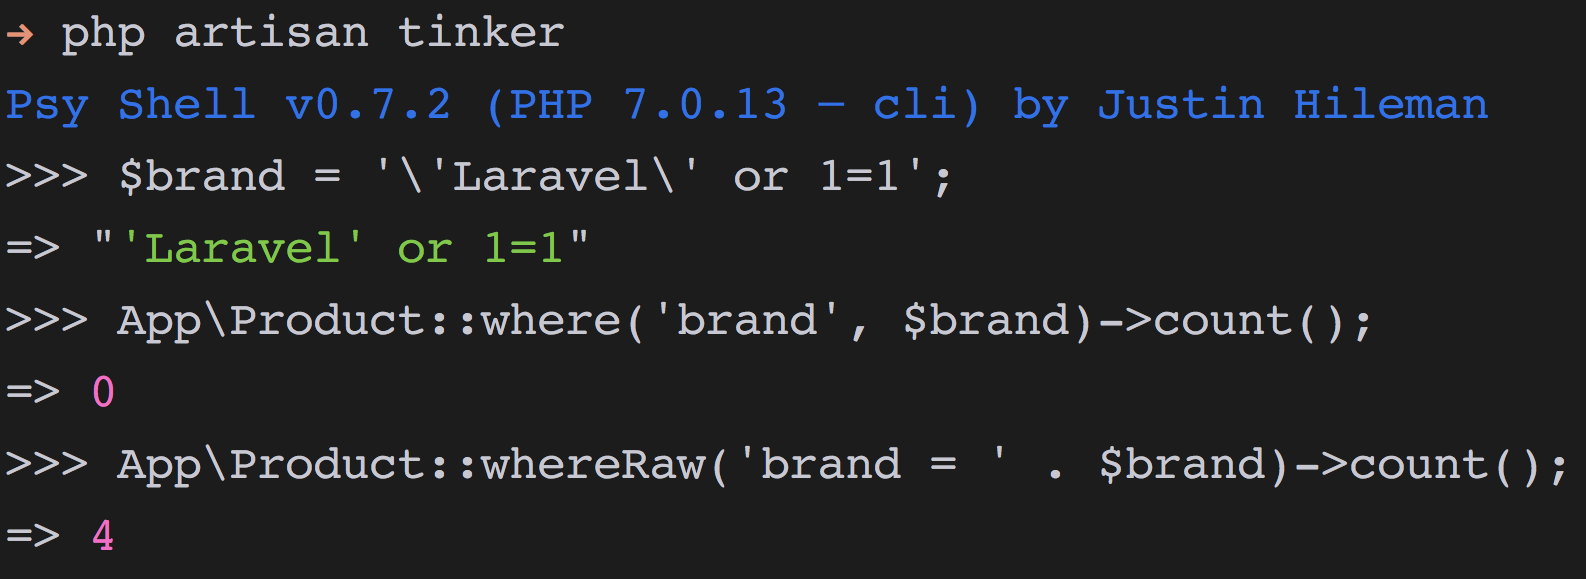 → php artisan tinker
Psy Shell v0.7.2 (PHP 7.0.13 — cli) by Justin Hileman
>>> $brand = '\'Laravel\' or 1=1';
=> "'Laravel' or 1=1"
>>> App\Product::where('brand', $brand)->count();
=> 0
>>> App\Product::whereRaw('brand = ' . $brand)->count();
=> 4